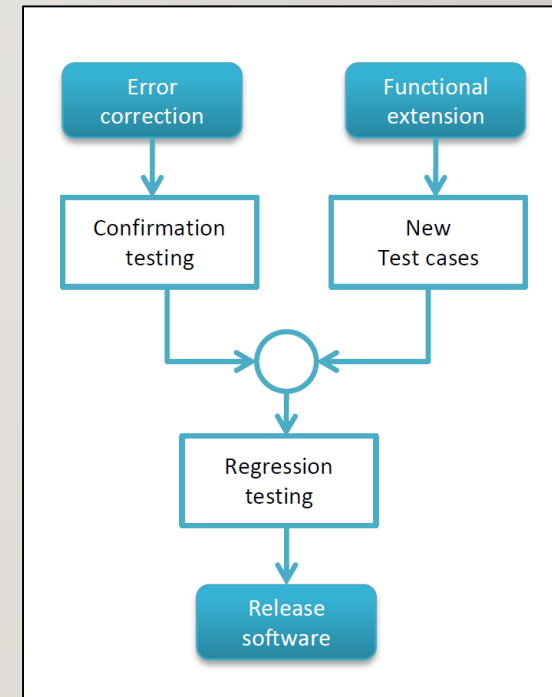 Error
correction
Functional
extension
Confirmation
testing
New
Test cases
Regression
testing
Release
software